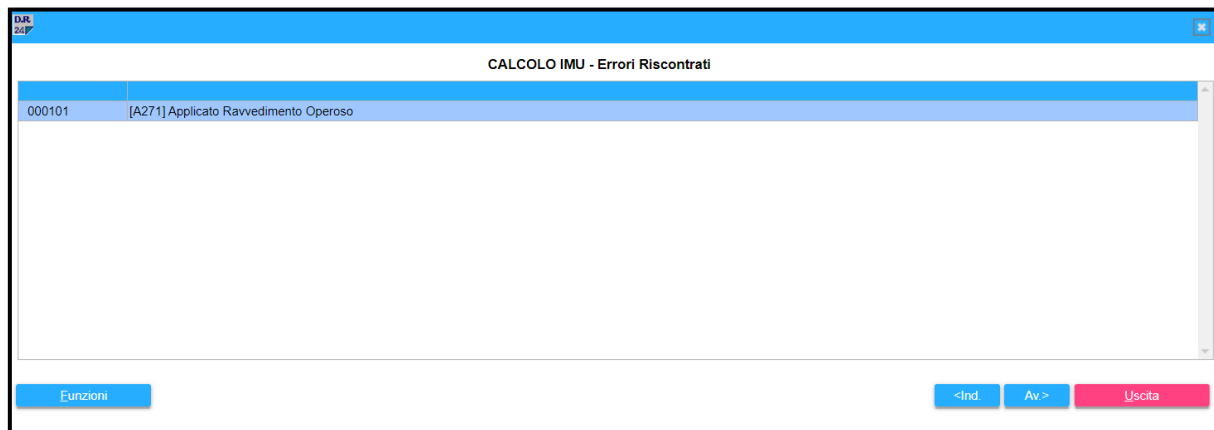 D.R.
24
CALCOLO IMU - Errori Riscontrati
000101 [A271] Applicato Ravvedimento Operoso
Funzioni <Ind. Av.> Uscita